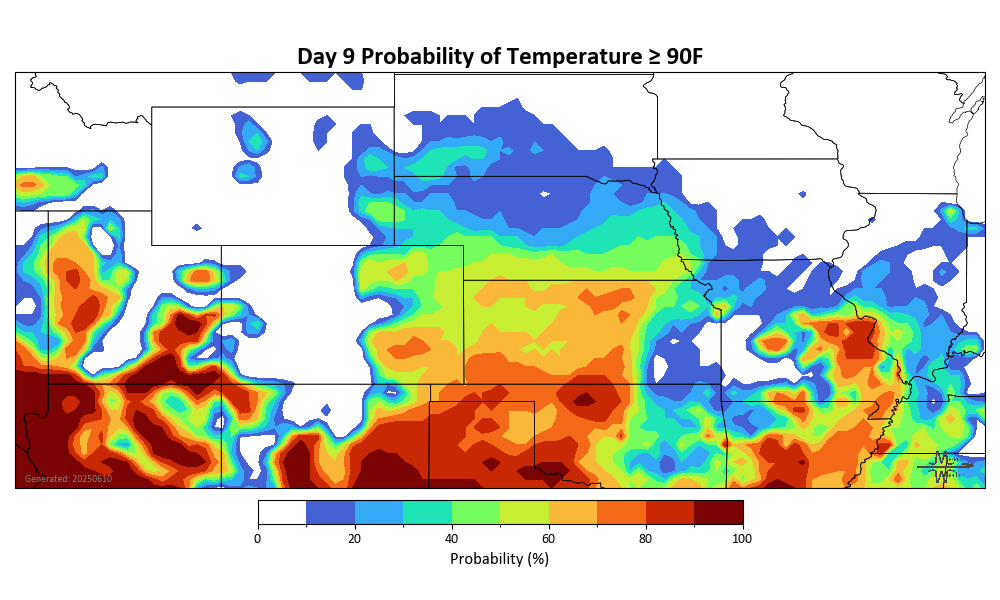 Day 9 Probability of Temperature ≥ 90F
Generated: 20250610
0 20 40 60 80 100
Probability (%)